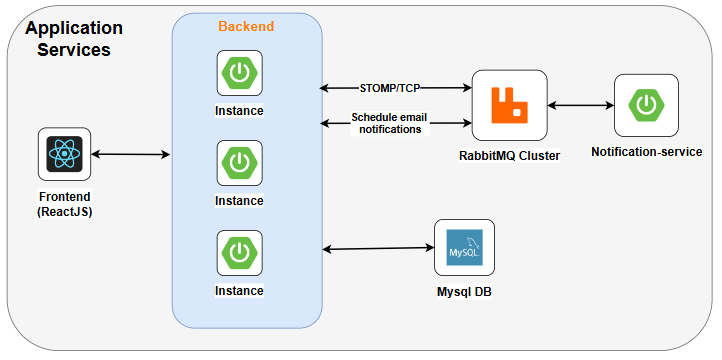 Application
Services
Backend
Instance
STOMP/TCP
Schedule email
notifications
RabbitMQ Cluster
Notification-service
Instance
Frontend
(ReactJS)
Instance
MySQL
Mysql DB